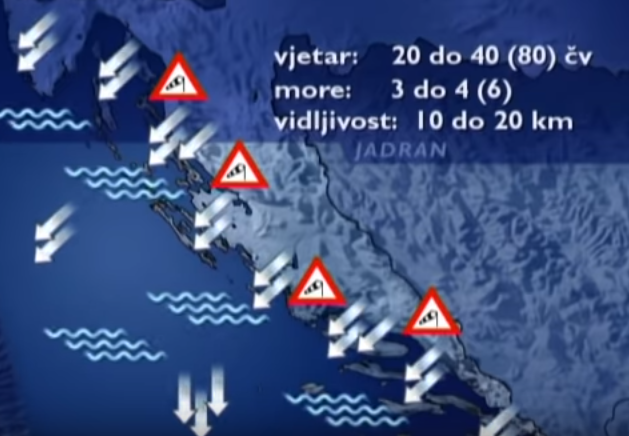 vjetar: 20 do 40 (80) čv
more: 3 do 4 (6)
vidljivost: 10 do 20 km
JADRAN